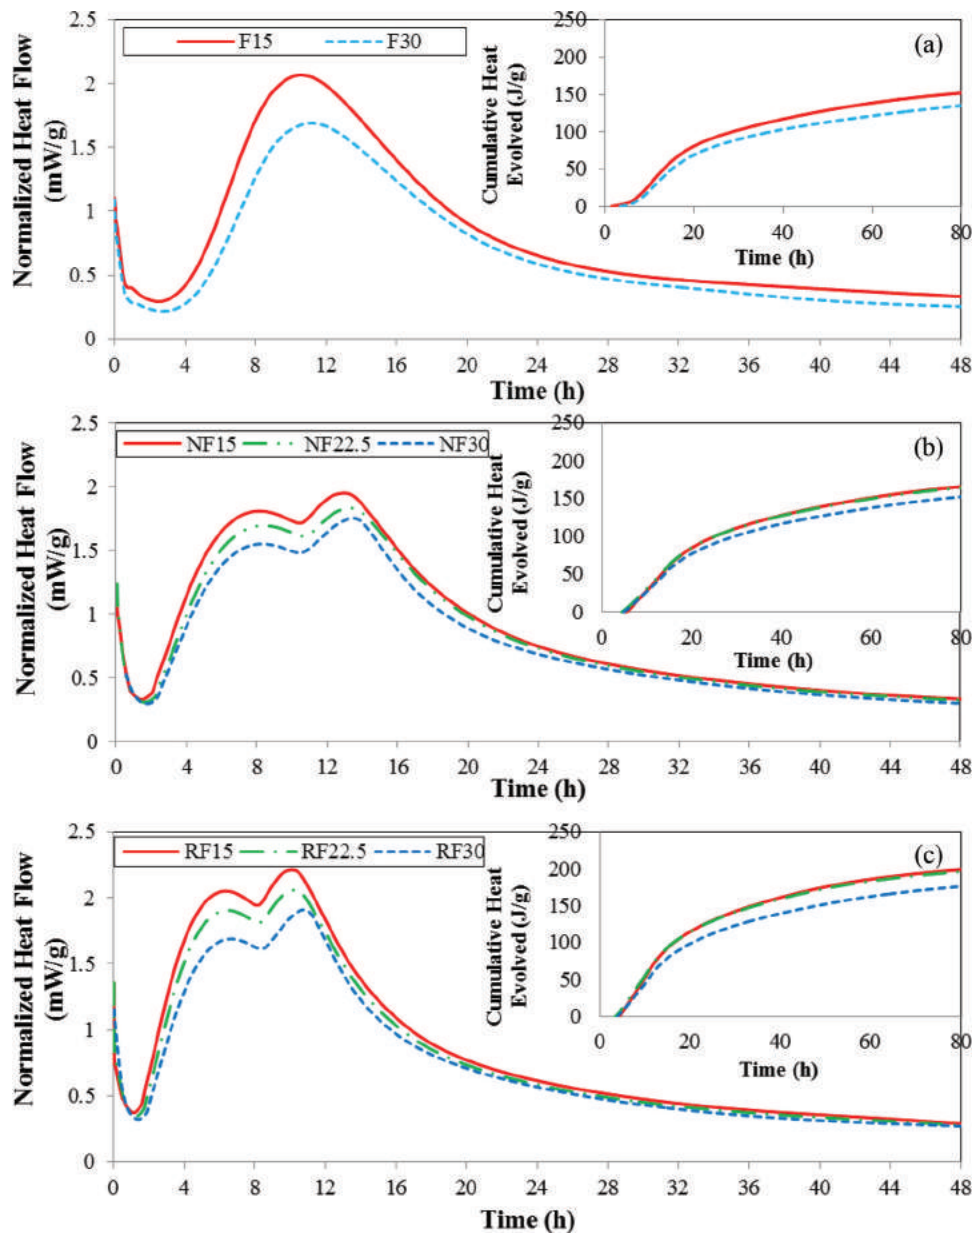 2.5
2
1.5
1
0.5
0
Normalized Heat Flow
(mW/g)
F15 F30
0 4 8 12 16 20 24 28 32 36 40 44 48
Time (h)
250
200
150
100
50
0
Cumulative Heat
Evolved (J/g)
(a)
0 20 40 60 80
Time (h)
2.5
2
1.5
1
0.5
0
Normalized Heat Flow
(mW/g)
NF15 NF22.5 NF30
0 4 8 12 16 20 24 28 32 36 40 44 48
Time (h)
250
200
150
100
50
0
Cumulative Heat
Evolved (J/g)
(b)
0 20 40 60 80
Time (h)
2.5
2
1.5
1
0.5
0
Normalized Heat Flow
(mW/g)
RF15 RF22.5 RF30
0 4 8 12 16 20 24 28 32 36 40 44 48
Time (h)
250
200
150
100
50
0
Cumulative Heat
Evolved (J/g)
(c)
0 20 40 60 80
Time (h)